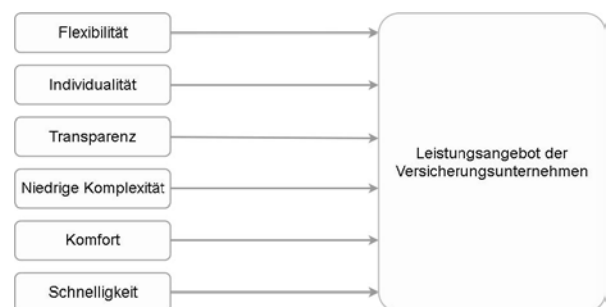 Flexibilität
Individualität
Transparenz
Niedrige Komplexität
Komfort
Schnelligkeit
Leistungsangebot der
Versicherungsunternehmen